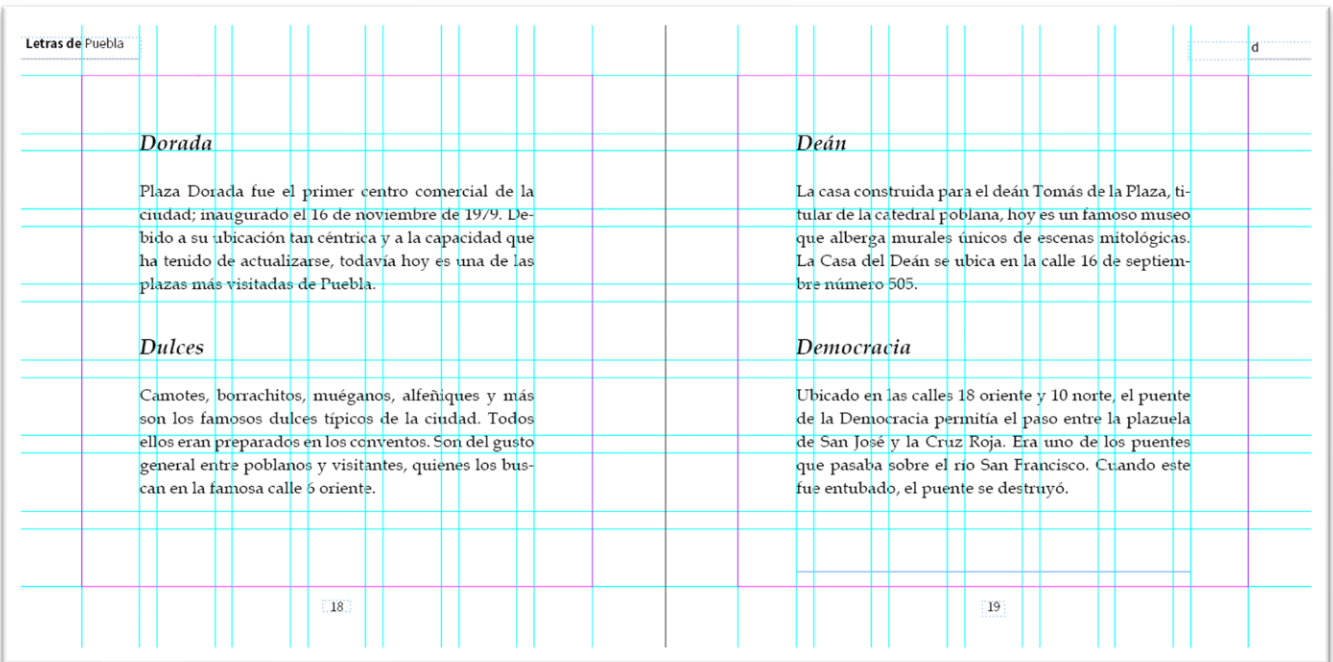 Letras de Puebla
Dorada
Plaza Dorada fue el primer centro comercial de la
ciudad; inaugurado el 16 de noviembre de 1979. De-
bido a su ubicación tan céntrica y a la capacidad que
ha tenido de actualizarse, todavía hoy es una de las
plazas más visitadas de Puebla.
Dulces
Camotes, borrachitos, muéganos, alfeñiques y más
son los famosos dulces típicos de la ciudad. Todos
ellos eran preparados en los conventos. Son del gusto
general entre poblanos y visitantes, quienes los bus-
can en la famosa calle 6 oriente.
18
d
Deán
La casa construida para el deán Tomás de la Plaza, ti-
tular de la catedral poblana, hoy es un famoso museo
que alberga murales únicos de escenas mitológicas.
La Casa del Deán se ubica en la calle 16 de septiem-
bre número 505.
Democracia
Ubicado en las calles 18 oriente y 10 norte, el puente
de la Democracia permitía el paso entre la plazuela
de San José y la Cruz Roja. Era uno de los puentes
que pasaba sobre el río San Francisco. Cuando este
fue entubado, el puente se destruyó.
19